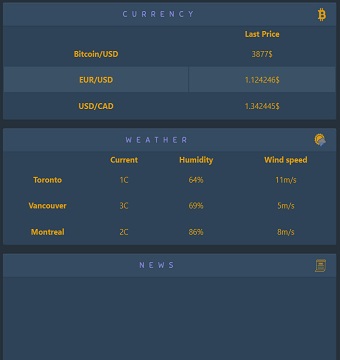 CURRENCY
Last Price
Bitcoin/USD 3877$
EUR/USD 1.124246$
USD/CAD 1.342445$
WEATHER
Current Humidity Wind speed
Toronto 1C 64% 11m/s
Vancouver 3C 69% 5m/s
Montreal 2C 86% 8m/s
NEWS